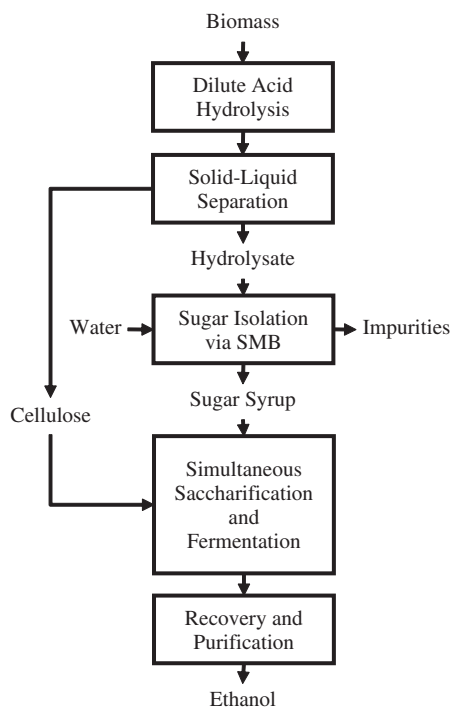 Biomass
Dilute Acid
Hydrolysis
Solid-Liquid
Separation
Hydrolysate
Water
Sugar Isolation
via SMB
Impurities
Sugar Syrup
Cellulose
Simultaneous
Saccharification
and
Fermentation
Recovery and
Purification
Ethanol